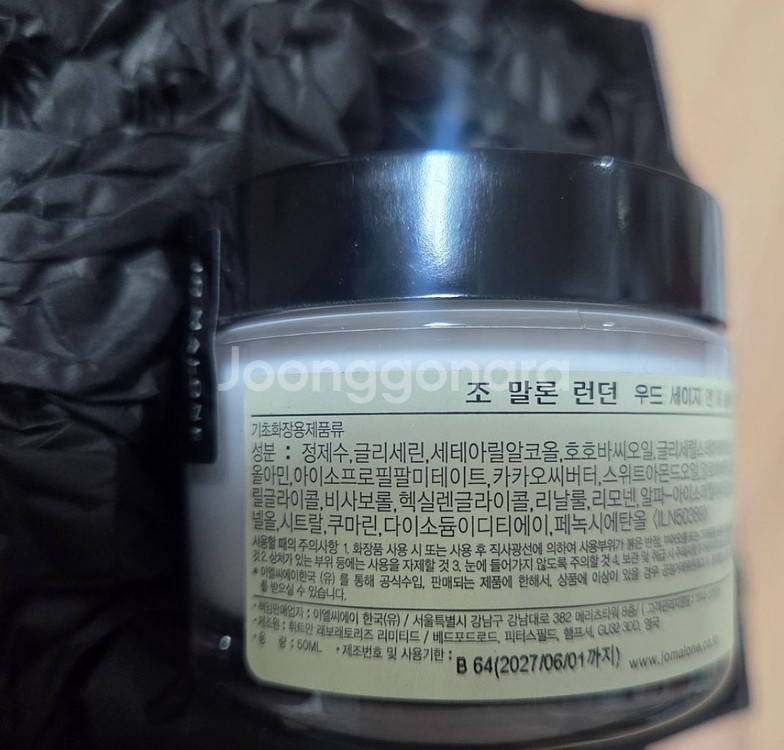 Joonggonara
조 말론 런던 우드 세이지
기초화장용제품류
성분 : 정제수,글리세린,세테아릴알코올,호호바씨오일,글리세릴스테
올아민,아이소프로필팔미테이트,카카오씨버터,스위트아몬드오일
릴글라이콜,비사보롤,헥실렌글라이콜,리날룰,리모넨,알파-아이소메틸
넬올,시트랄,쿠마린,다이소듐이디티에이,페녹시에탄올 (ILN50389)
사용할 때의 주의사항 1. 화장품 사용 시 또는 사용 후 직사광선에 의하여 사용부위가 붉은 반점,
것 2. 상처가 있는 부위 등에는 사용을 자제할 것 3. 눈에 들어가지 않도록 주의할 것 4. 보관 및 취급 시
* 이엘씨에이한국 (유) 를 통해 공식수입, 판매되는 제품에 한해서, 상품에 이상이 있을 경우
를 받으실 수 있습니다.
* 책임판매업자 : 이엘씨에이 한국(유) / 서울특별시 강남구 강남대로 382 메리츠타워 8층/
* 제조원 : 휘트만 래보래토리즈 리미티드 / 베드포드로드, 피터스필드, 햄프셔, GU32 3DD, 영국
* 용 량 : 50ML * 제조번호 및 사용기한 : B 64(2027/06/01까지) www.jomalone.co.kr